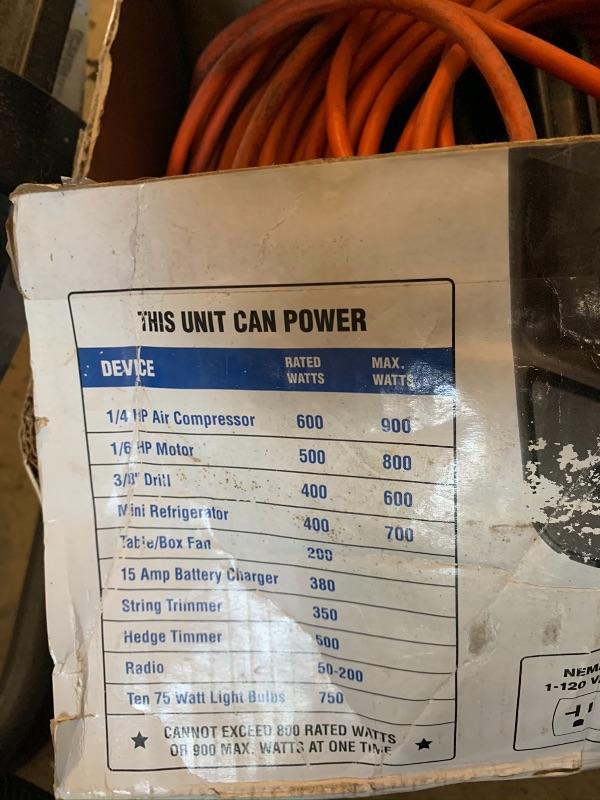 THIS UNIT CAN POWER
DEVICE RATED WATTS MAX. WATTS
1/4 HP Air Compressor 600 900
1/6 HP Motor 500 800
3/8" Drill 400 600
Mini Refrigerator 400 700
Table/Box Fan 200
15 Amp Battery Charger 380
String Trimmer 350
Hedge Timmer 500
Radio 50-200
Ten 75 Watt Light Bulbs 750
★ CANNOT EXCEED 800 RATED WATTS ★
OR 900 MAX. WATTS AT ONE TIME
NEMA
1-120 V